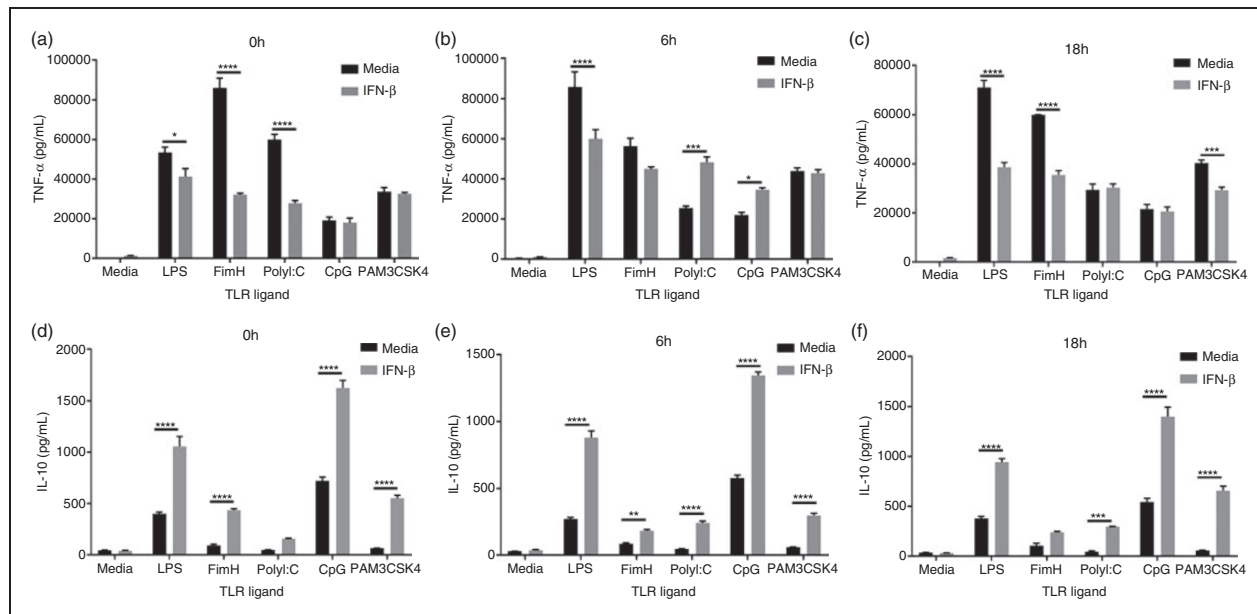 (a)
0h
100000
80000
60000
40000
20000
0
TNF-α (pg/mL)
Media
IFN-β
*
****
****
Media LPS FimH PolyI:C CpG PAM3CSK4
TLR ligand
(b)
6h
100000
80000
60000
40000
20000
0
TNF-α (pg/mL)
Media
IFN-β
****
***
*
Media LPS FimH PolyI:C CpG PAM3CSK4
TLR ligand
(c)
18h
80000
60000
40000
20000
0
TNF-α (pg/mL)
Media
IFN-β
****
****
***
Media LPS FimH PolyI:C CpG PAM3CSK4
TLR ligand
(d)
0h
2000
1500
1000
500
0
IL-10 (pg/mL)
Media
IFN-β
****
****
****
****
Media LPS FimH PolyI:C CpG PAM3CSK4
TLR ligand
(e)
6h
1,500
1000
500
0
IL-10 (pg/mL)
Media
IFN-β
****
**
****
****
****
Media LPS FimH PolyI:C CpG PAM3CSK4
TLR ligand
(f)
18h
2000
1500
1000
500
0
IL-10 (pg/mL)
Media
IFN-β
****
***
****
****
Media LPS FimH PolyI:C CpG PAM3CSK4
TLR ligand